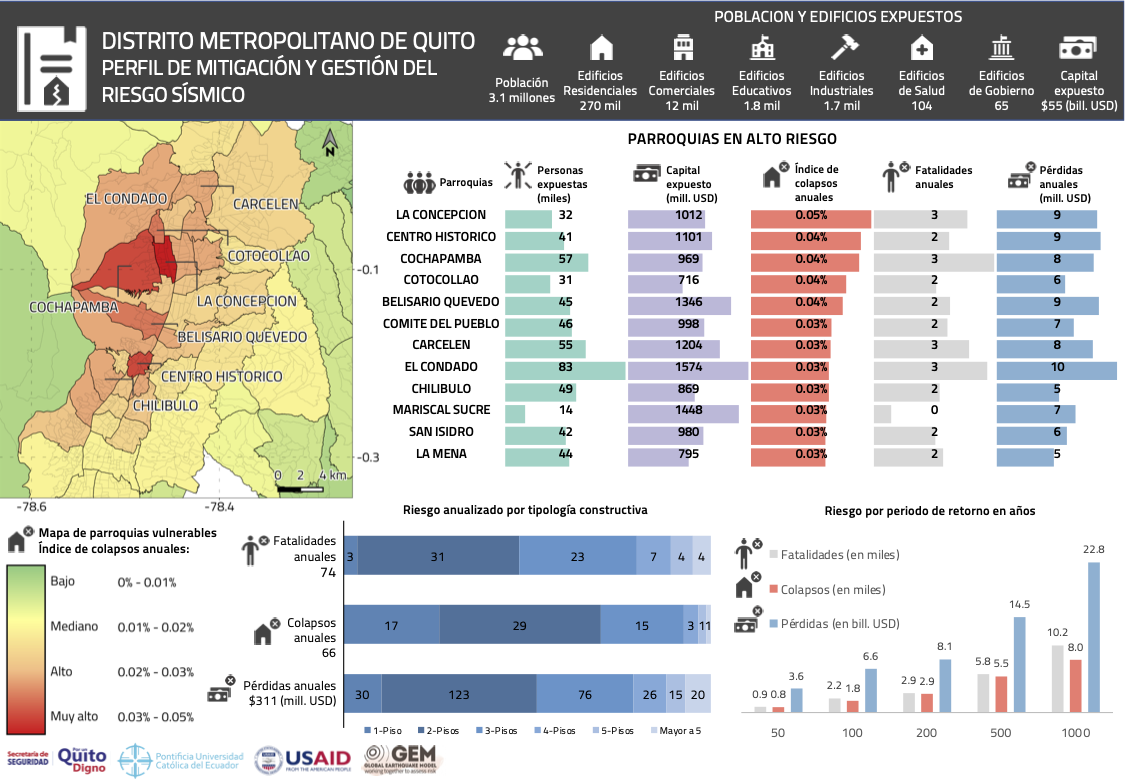 POBLACION Y EDIFICIOS EXPUESTOS
DISTRITO METROPOLITANO DE QUITO
PERFIL DE MITIGACIÓN Y GESTIÓN DEL
RIESGO SÍSMICO
Población
3.1 millones
Edificios
Residenciales
270 mil
Edificios
Comerciales
12 mil
Edificios
Educativos
1.8 mil
Edificios
Industriales
1.7 mil
Edificios
de Salud
104
Edificios
de Gobierno
65
Capital
expuesto
$55 (bill. USD)
N
EL CONDADO
CARCELEN
COTOCOLLAO
COCHAPAMBA
LA CONCEPCION
BELISARIO QUEVEDO
CENTRO HISTORICO
CHILIBULO
0 2 4 km
-0.1
-0.3
-78.6 -78.4
PARROQUIAS EN ALTO RIESGO
Parroquias
Personas
expuestas
(miles)
Capital
expuesto
(mill. USD)
Índice de
colapsos
anuales
Fatalidades
anuales
Pérdidas
anuales
(mill. USD)
LA CONCEPCION 32 1012 0.05% 3 9
CENTRO HISTORICO 41 1101 0.04% 2 9
COCHAPAMBA 57 969 0.04% 3 8
COTOCOLLAO 31 716 0.04% 2 6
BELISARIO QUEVEDO 45 1346 0.04% 2 9
COMITE DEL PUEBLO 46 998 0.03% 2 7
CARCELEN 55 1204 0.03% 3 8
EL CONDADO 83 1574 0.03% 3 10
CHILIBULO 49 869 0.03% 2 5
MARISCAL SUCRE 14 1448 0.03% 0 7
SAN ISIDRO 42 980 0.03% 2 6
LA MENA 44 795 0.03% 2 5
Mapa de parroquias vulnerables
Índice de colapsos anuales:
Bajo 0% - 0.01%
Mediano 0.01% - 0.02%
Alto 0.02% - 0.03%
Muy alto 0.03% - 0.05%
Riesgo anualizado por tipología constructiva
Fatalidades
anuales
74
3 31 23 7 4 4
Colapsos
anuales
66
17 29 15 3 1 1
Pérdidas anuales
$311 (mill. USD)
30 123 76 26 15 20
1-Piso 2-Pisos 3-Pisos 4-Pisos 5-Pisos Mayor a 5
Riesgo por periodo de retorno en años
Fatalidades (en miles)
Colapsos (en miles)
Pérdidas (en bill. USD)
0.9 0.8 3.6
2.2 1.8 6.6
2.9 2.9 8.1
5.8 5.5 14.5
10.2 8.0 22.8
50 100 200 500 1000
Secretaría de
SEGURIDAD
Por un
Quito
Digno
Pontificia Universidad
Católica del Ecuador
USAID
FROM THE AMERICAN PEOPLE
GEM
GLOBAL EARTHQUAKE MODEL
working together to assess risk